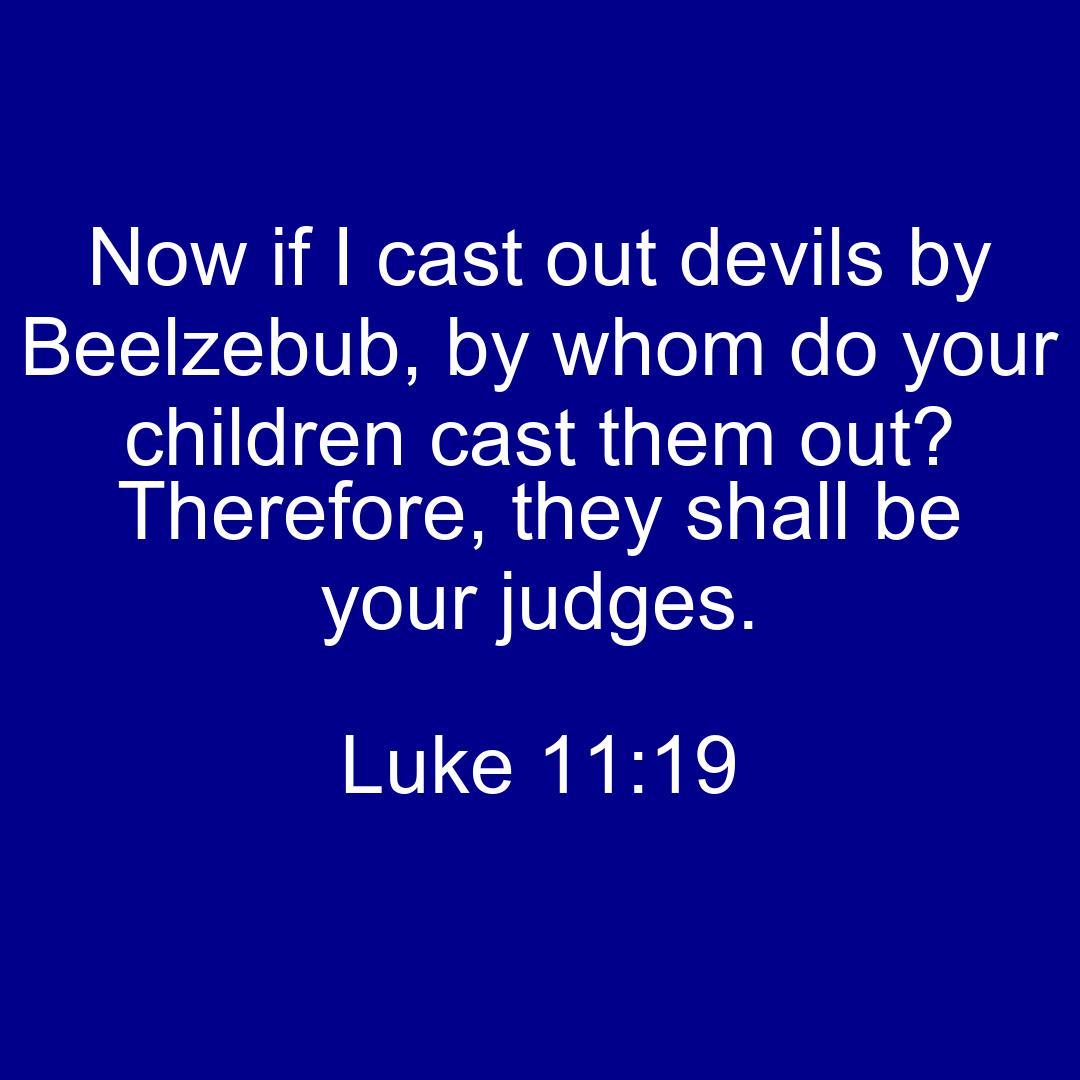 Now if I cast out devils by
Beelzebub, by whom do your
children cast them out?
Therefore, they shall be
your judges.
Luke 11:19